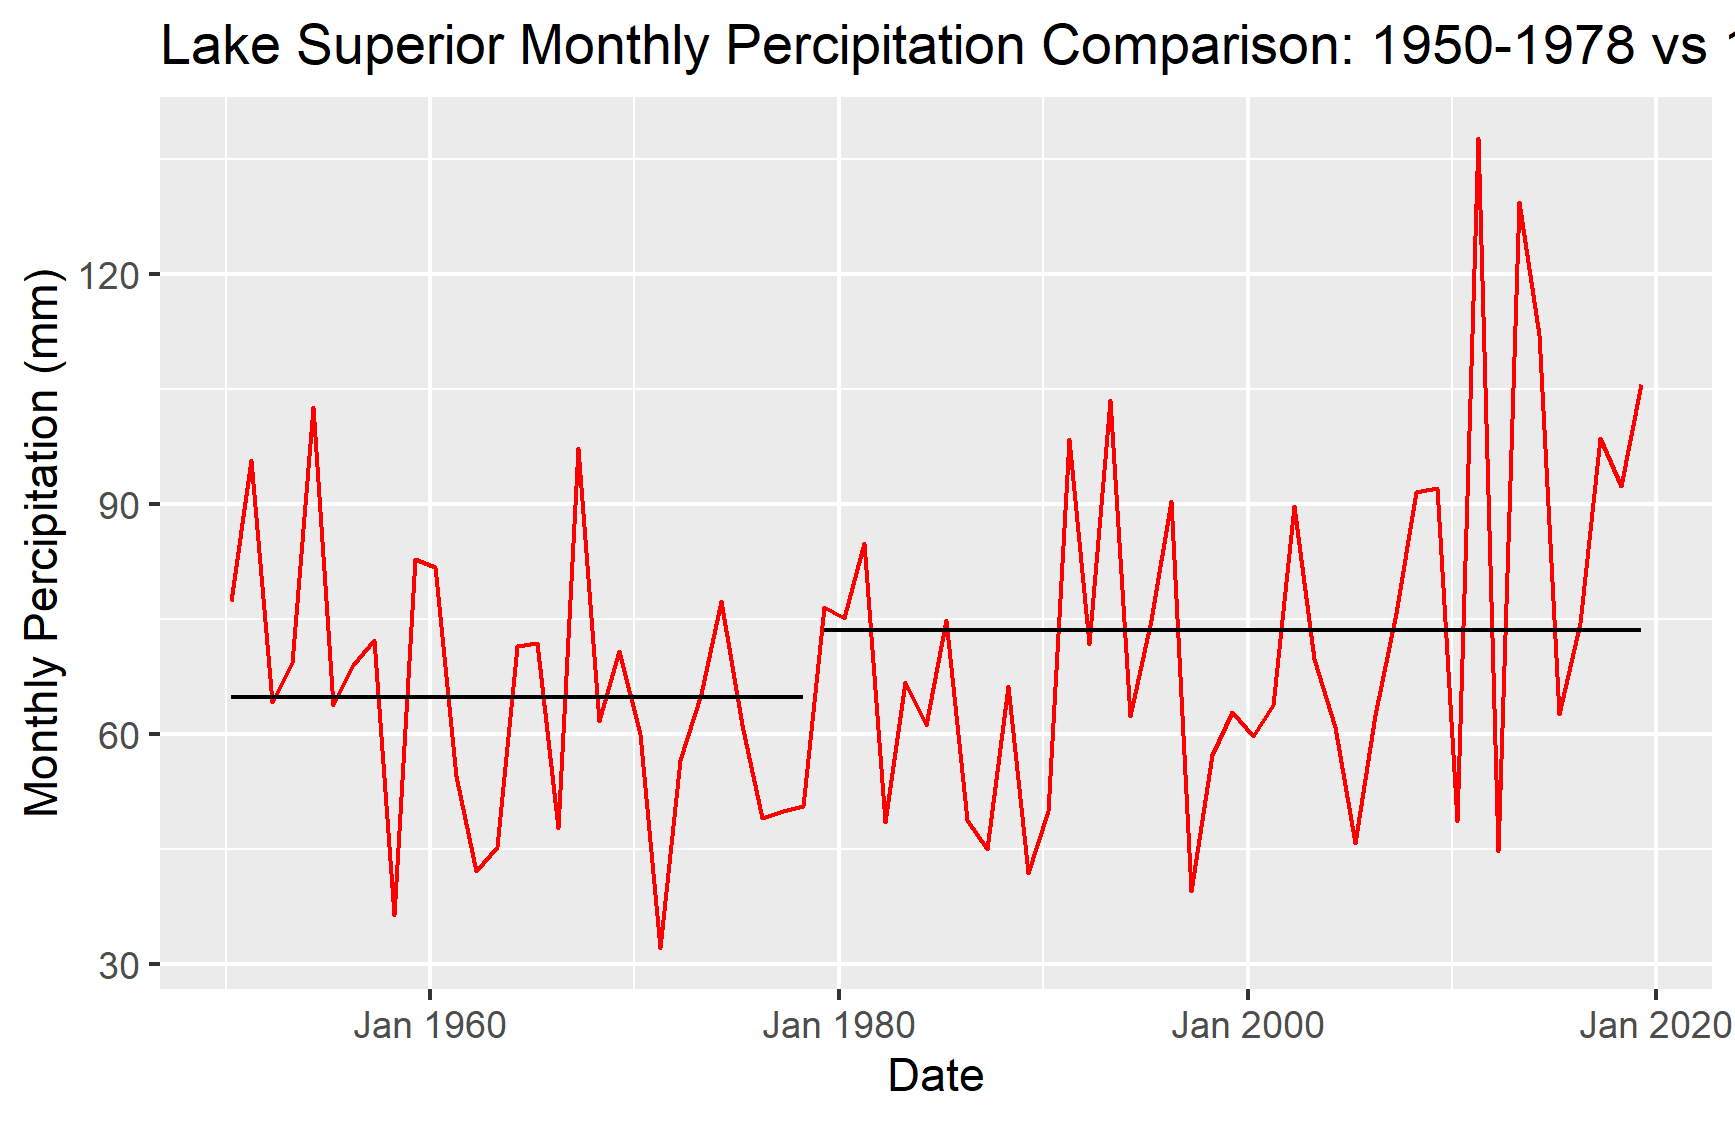 Lake Superior Monthly Percipitation Comparison: 1950-1978 vs
Monthly Percipitation (mm)
120
90
60
30
Jan 1960
Jan 1980
Jan 2000
Jan 2020
Date